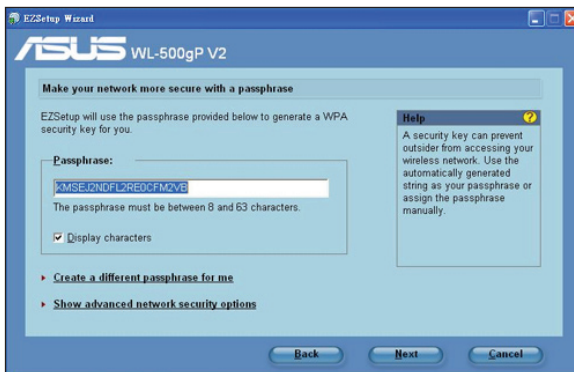 EZSetup Wizard
ASUS WL-500gP V2
Make your network more secure with a passphrase
EZSetup will use the passphrase provided below to generate a WPA
security key for you.
Passphrase:
KMSEJ2NDFL2RE0CFM2VB
The passphrase must be between 8 and 63 characters.
Display characters
Create a different passphrase for me
Show advanced network security options
Help
A security key can prevent
outsider from accessing your
wireless network. Use the
automatically generated
string as your passphrase or
assign the passphrase
manually.
Back Next Cancel